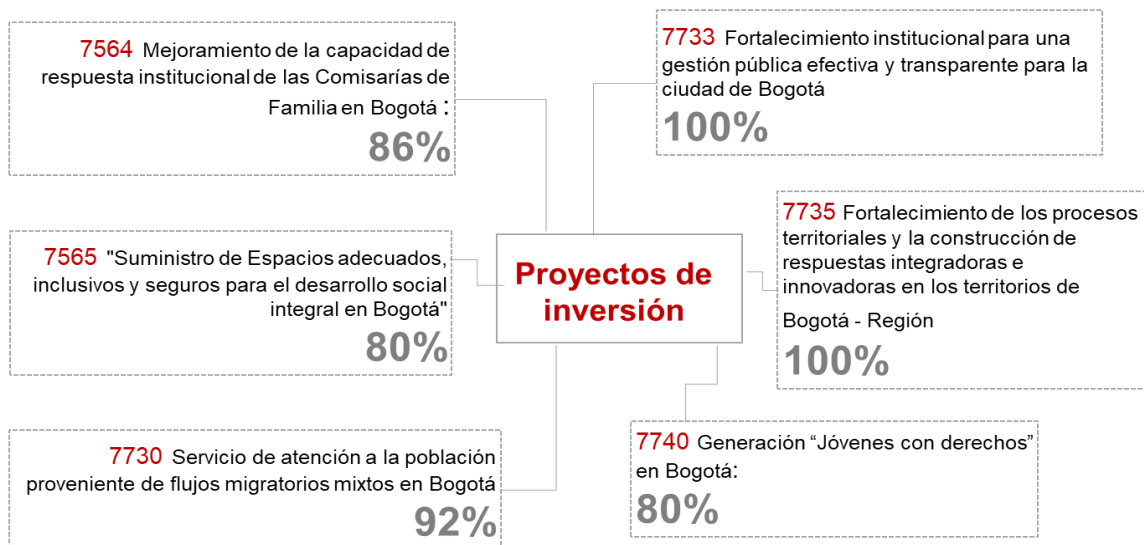 7564 Mejoramiento de la capacidad de
respuesta institucional de las Comisarías de
Familia en Bogotá :
86%
7565 "Suministro de Espacios adecuados,
inclusivos y seguros para el desarrollo social
integral en Bogotá"
80%
7730 Servicio de atención a la población
proveniente de flujos migratorios mixtos en Bogotá
92%
Proyectos de
inversión
7733 Fortalecimiento institucional para una
gestión pública efectiva y transparente para la
ciudad de Bogotá
100%
7735 Fortalecimiento de los procesos
territoriales y la construcción de
respuestas integradoras e
innovadoras en los territorios de
Bogotá - Región
100%
7740 Generación “Jóvenes con derechos”
en Bogotá:
80%